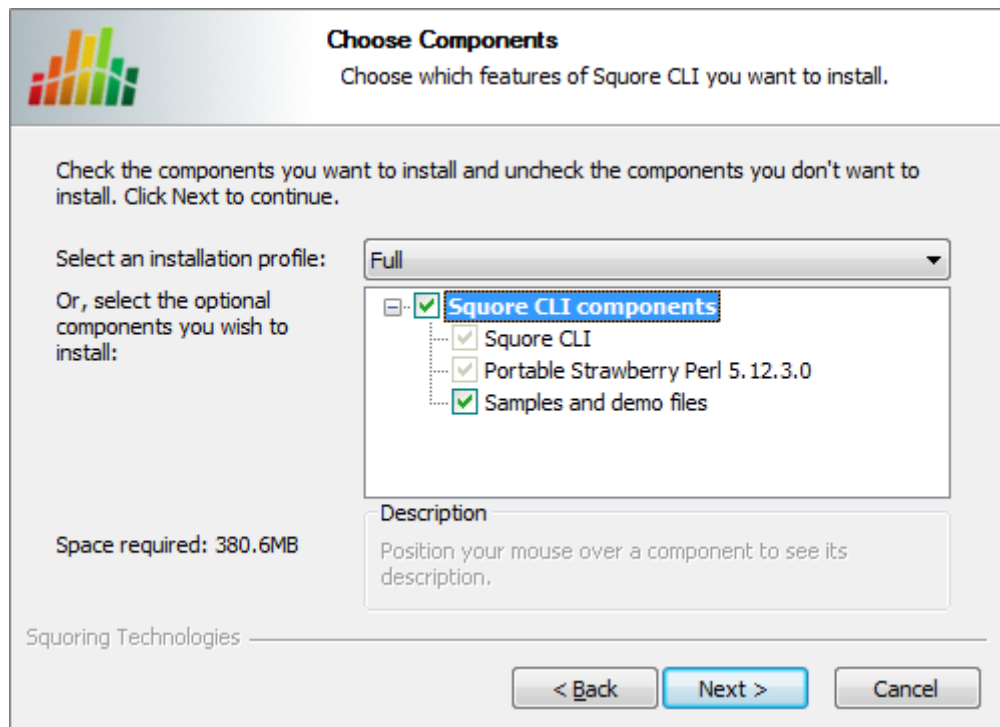 Choose Components
Choose which features of Squore CLI you want to install.
Check the components you want to install and uncheck the components you don't want to
install. Click Next to continue.
Select an installation profile:
Full
Or, select the optional
components you wish to
install:
Squore CLI components
Squore CLI
Portable Strawberry Perl 5.12.3.0
Samples and demo files
Space required: 380.6MB
Description
Position your mouse over a component to see its
description.
Squoring Technologies
< Back
Next >
Cancel